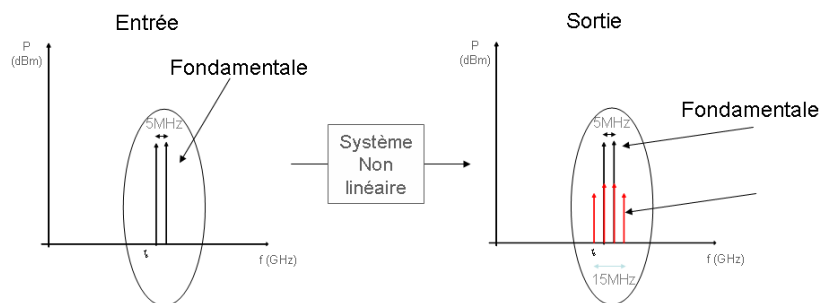 Entrée
P
(dBm)
Fondamentale
5MHz
f (GHz)
Système
Non
linéaire
Sortie
P
(dBm)
Fondamentale
5MHz
15MHz
f (GHz)